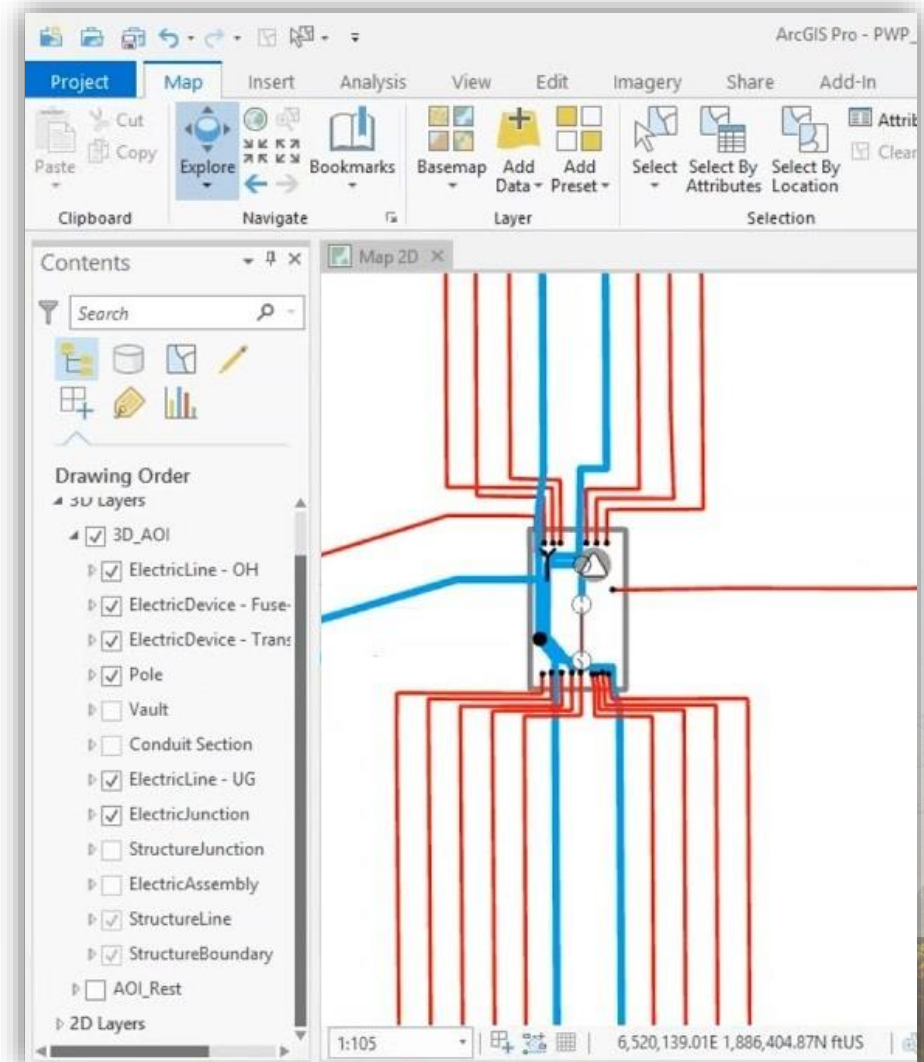 ArcGIS Pro - PWP_
Project Map Insert Analysis View Edit Imagery Share Add-In
Cut
Copy
Paste
Explore
Bookmarks
Basemap
Add Data
Add Preset
Select
Select By Attributes
Select By Location
Attrib
Clear
Clipboard Navigate Layer Selection
Contents
Map 2D
Search
Drawing Order
3D Layers
3D_AOI
ElectricLine - OH
ElectricDevice - Fuse-
ElectricDevice - Trans
Pole
Vault
Conduit Section
ElectricLine - UG
ElectricJunction
StructureJunction
ElectricAssembly
StructureLine
StructureBoundary
AOI_Rest
2D Layers
1:105
6,520,139.01E 1,886,404.87N ftUS